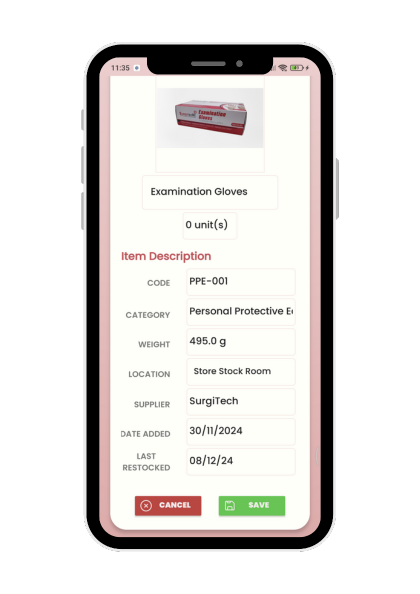 11:35
Examination
Gloves
Examination Gloves
0 unit(s)
Item Description
CODE PPE-001
CATEGORY Personal Protective E
WEIGHT 495.0 g
LOCATION Store Stock Room
SUPPLIER SurgiTech
DATE ADDED 30/11/2024
LAST
RESTOCKED 08/12/24
CANCEL SAVE